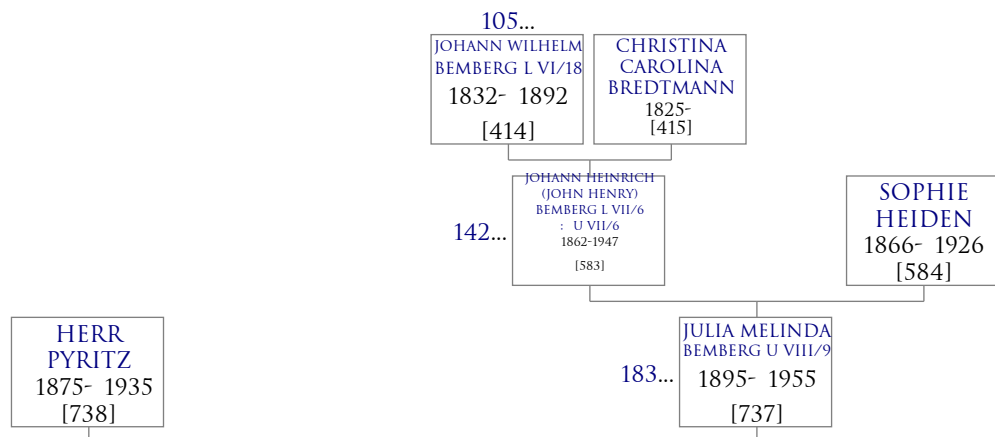 105...
JOHANN WILHELM
BEMBERG L VI/18
1832- 1892
[414]
CHRISTINA
CAROLINA
BREDTMANN
1825-
[415]
142...
JOHANN HEINRICH
(JOHN HENRY)
BEMBERG L VII/6
: U VII/6
1862-1947
[583]
SOPHIE
HEIDEN
1866- 1926
[584]
HERR
PYRITZ
1875- 1935
[738]
183...
JULIA MELINDA
BEMBERG U VIII/9
1895- 1955
[737]